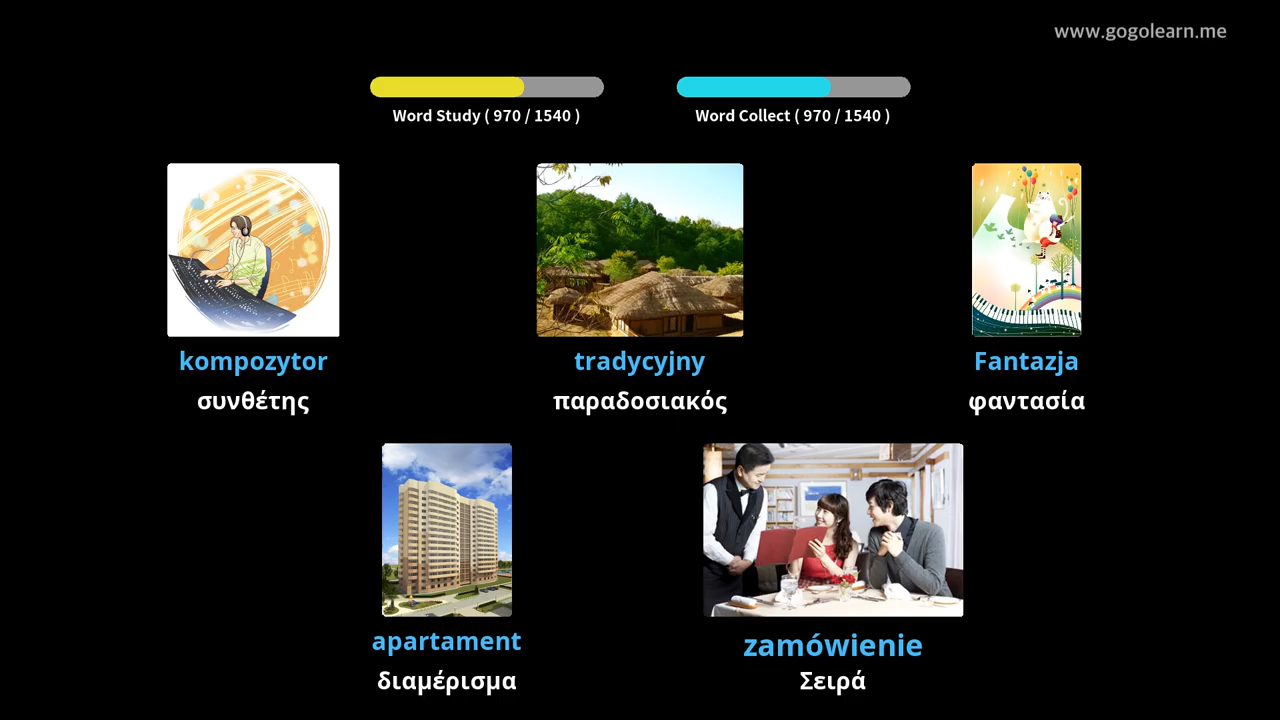 www.gogolearn.me
Word Study ( 970 / 1540 )
Word Collect ( 970 / 1540 )
kompozytor
συνθέτης
tradycyjny
παραδοσιακός
Fantazja
φαντασία
apartament
διαμέρισμα
zamówienie
Σειρά